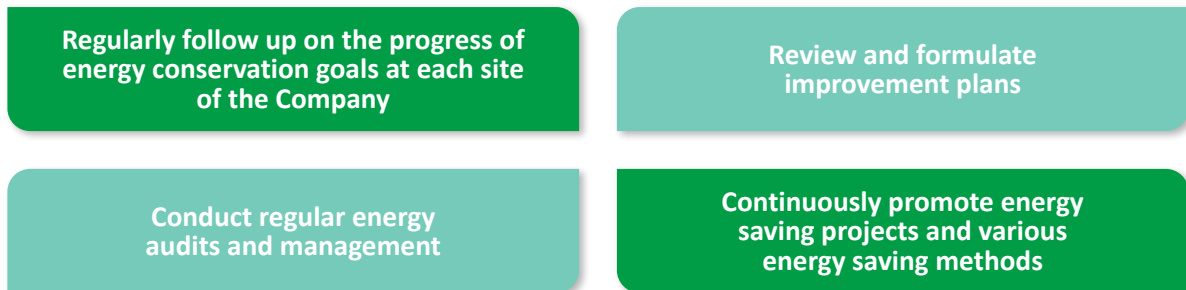 Regularly follow up on the progress of
energy conservation goals at each site
of the Company
Review and formulate
improvement plans
Conduct regular energy
audits and management
Continuously promote energy
saving projects and various
energy saving methods